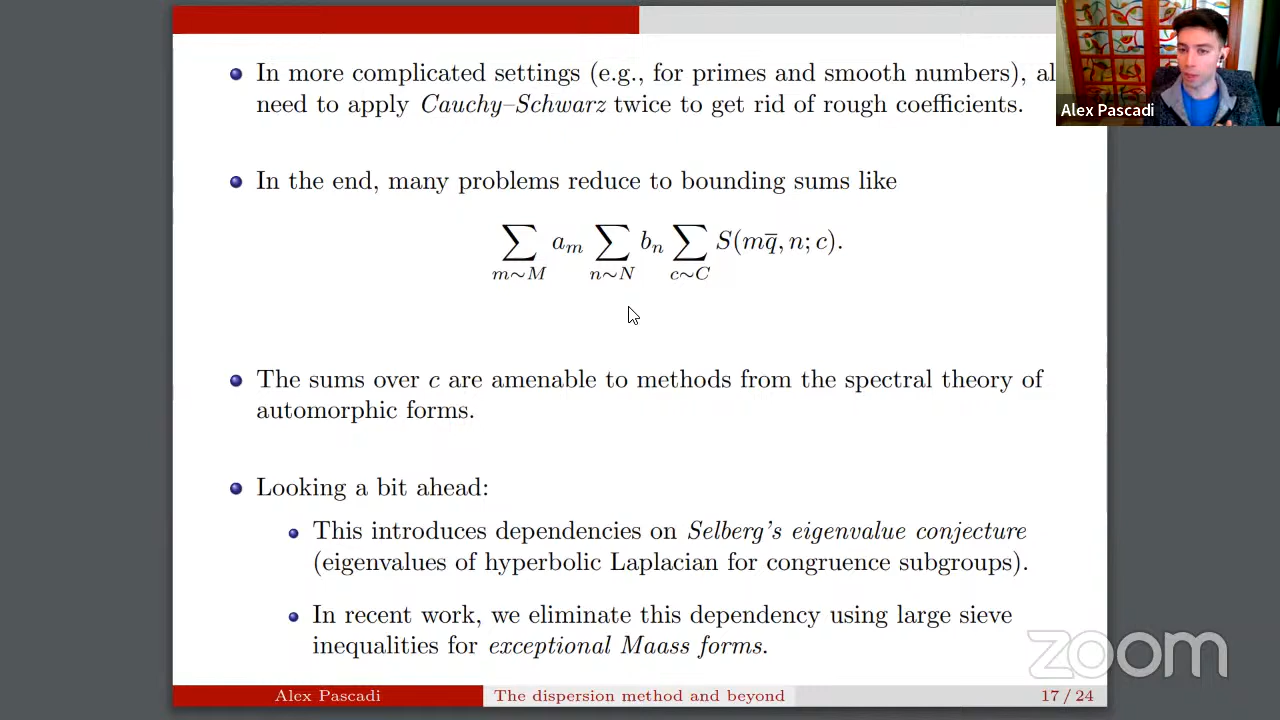 In more complicated settings (e.g., for primes and smooth numbers),
need to apply Cauchy–Schwarz twice to get rid of rough coefficients.
Alex Pascadi
In the end, many problems reduce to bounding sums like
∑_{m∼M} a_m ∑_{n∼N} b_n ∑_{c∼C} S(m\overline{q}, n; c).
The sums over c are amenable to methods from the spectral theory of
automorphic forms.
Looking a bit ahead:
This introduces dependencies on Selberg's eigenvalue conjecture
(eigenvalues of hyperbolic Laplacian for congruence subgroups).
In recent work, we eliminate this dependency using large sieve
inequalities for exceptional Maass forms.
zoom
Alex Pascadi
The dispersion method and beyond
17 / 24